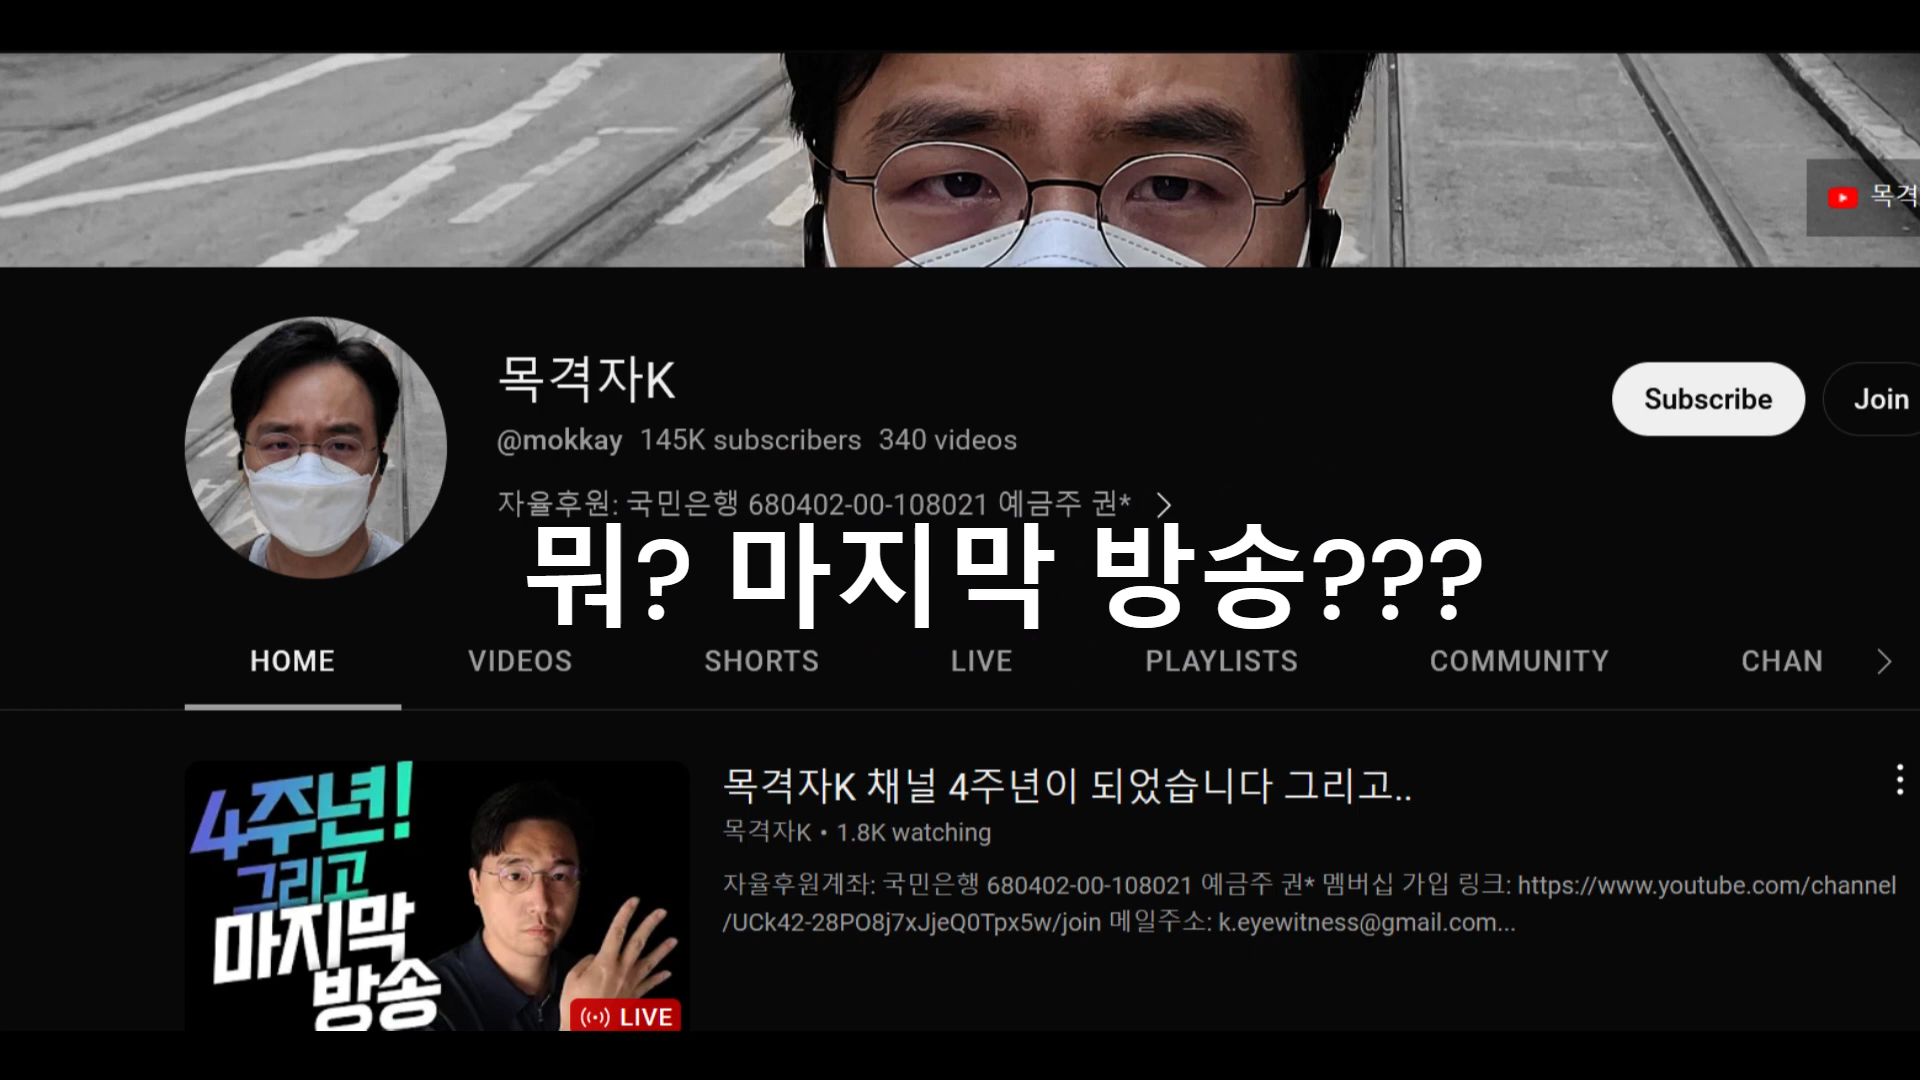 목격
목격자K
Subscribe
Join
@mokkay 145K subscribers 340 videos
자율후원: 국민은행 680402-00-108021 예금주 권*
뭐? 마지막 방송???
HOME VIDEOS SHORTS LIVE PLAYLISTS COMMUNITY CHAN
4주년!
그리고
마지막
방송
LIVE
목격자K 채널 4주년이 되었습니다 그리고..
목격자K • 1.8K watching
자율후원계좌: 국민은행 680402-00-108021 예금주 권* 멤버십 가입 링크: https://www.youtube.com/channel
/UCk42-28PO8j7xJjeQ0Tpx5w/join 메일주소: k.eyewitness@gmail.com...